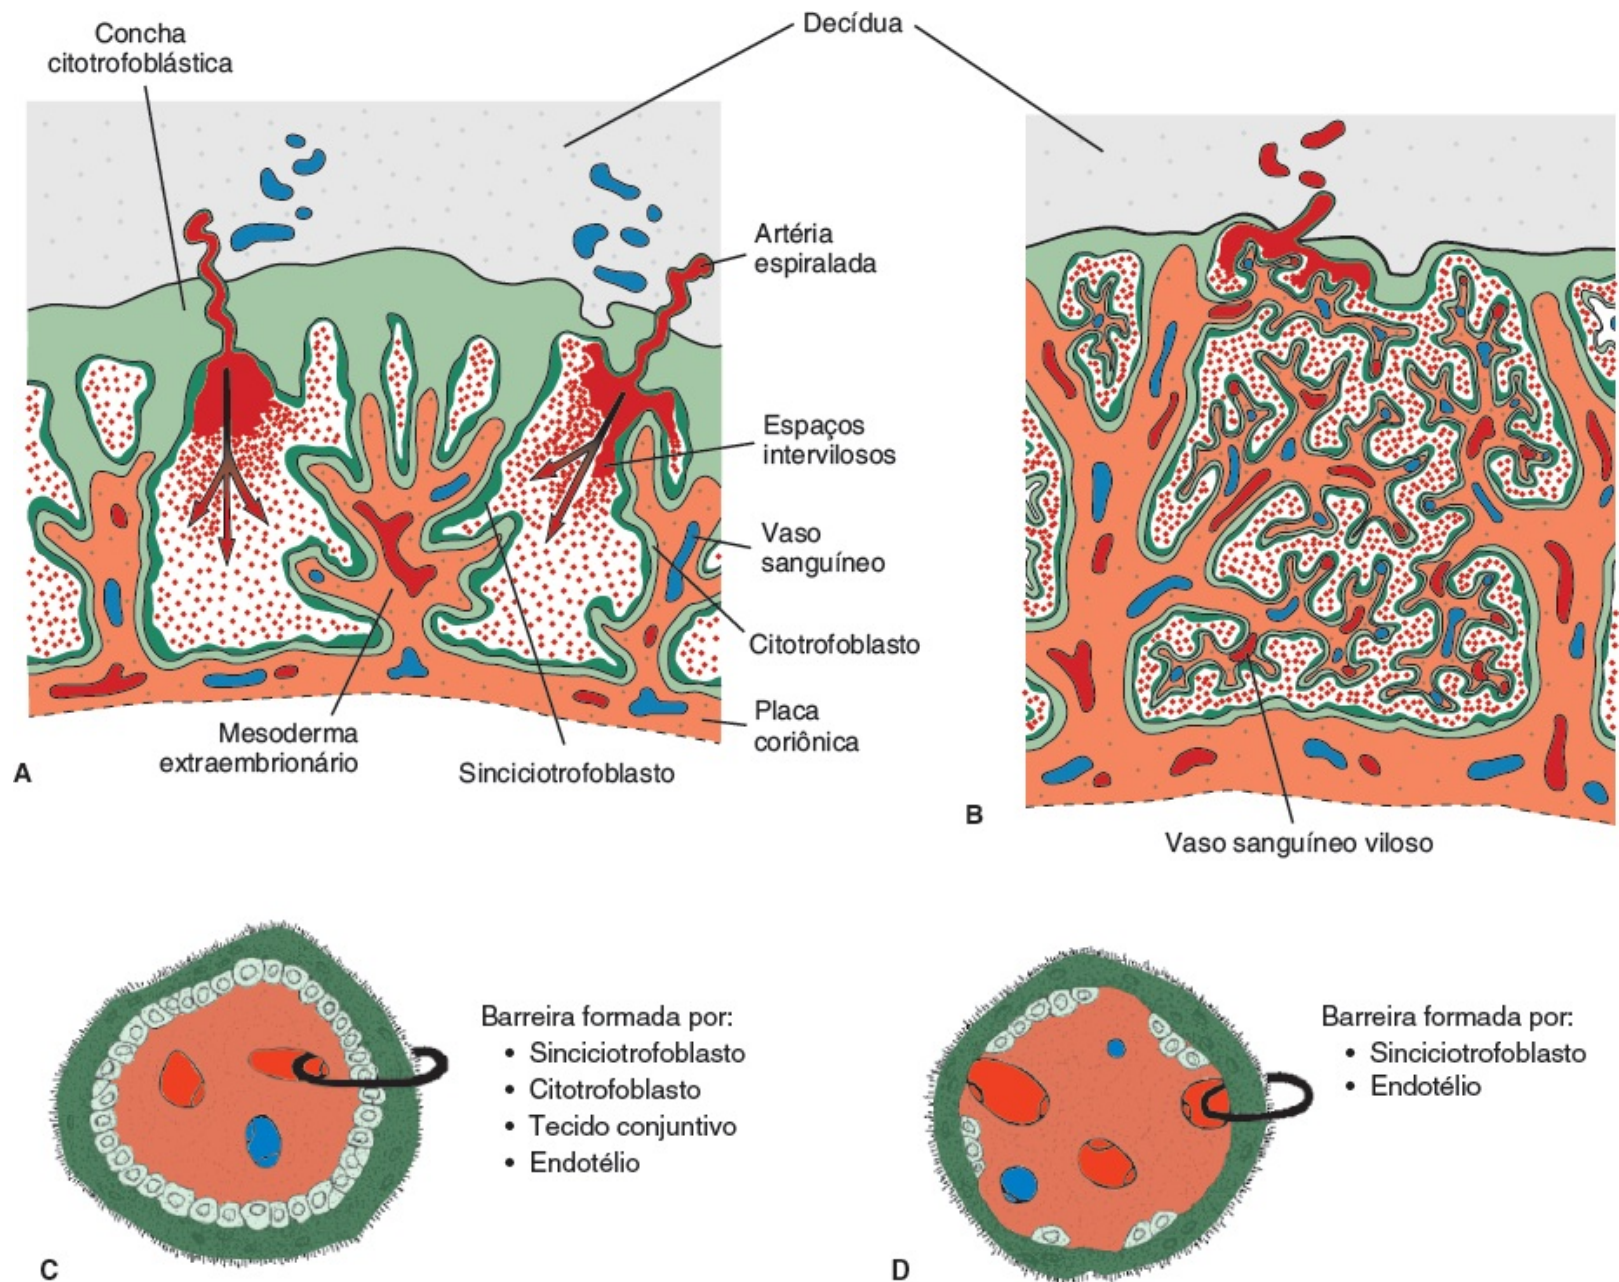 Concha
citotrofoblástica
Decídua
Artéria
espiralada
Espaços
intervilosos
Vaso
sanguíneo
Citotrofoblasto
Placa
coriônica
Mesoderma
extraembrionário
Sinciciotrofoblasto
A
B
Vaso sanguíneo viloso
Barreira formada por:
• Sinciciotrofoblasto
• Citotrofoblasto
• Tecido conjuntivo
• Endotélio
C
Barreira formada por:
• Sinciciotrofoblasto
• Endotélio
D